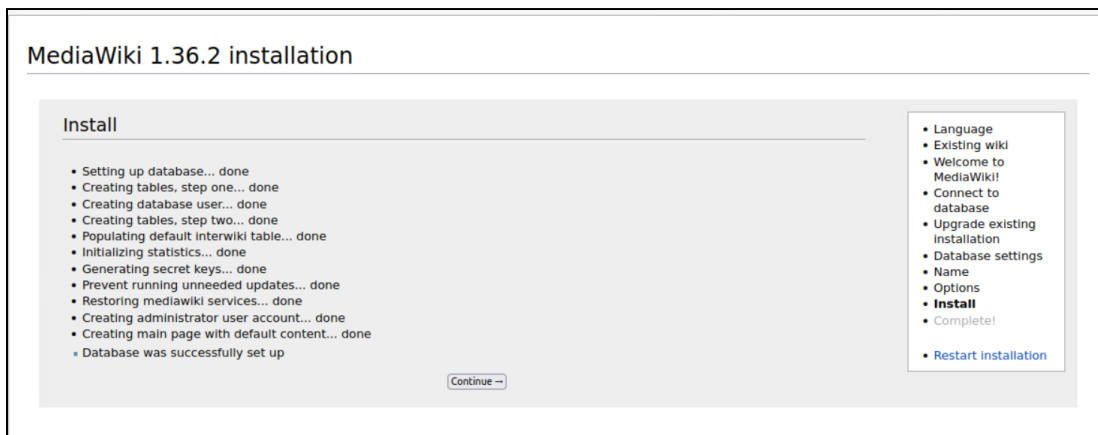 MediaWiki 1.36.2 installation
Install
Setting up database... done
Creating tables, step one... done
Creating database user... done
Creating tables, step two... done
Populating default interwiki table... done
Initializing statistics... done
Generating secret keys... done
Prevent running unneeded updates... done
Restoring mediawiki services... done
Creating administrator user account... done
Creating main page with default content... done
Database was successfully set up
Continue →
Language
Existing wiki
Welcome to
MediaWiki!
Connect to
database
Upgrade existing
installation
Database settings
Name
Options
Install
Complete!
Restart installation